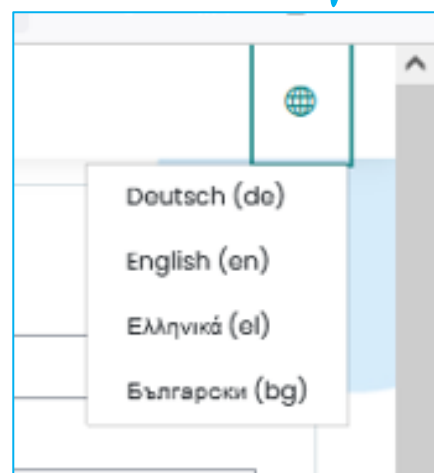 Deutsch (de)
English (en)
Ελληνικά (el)
Български (bg)